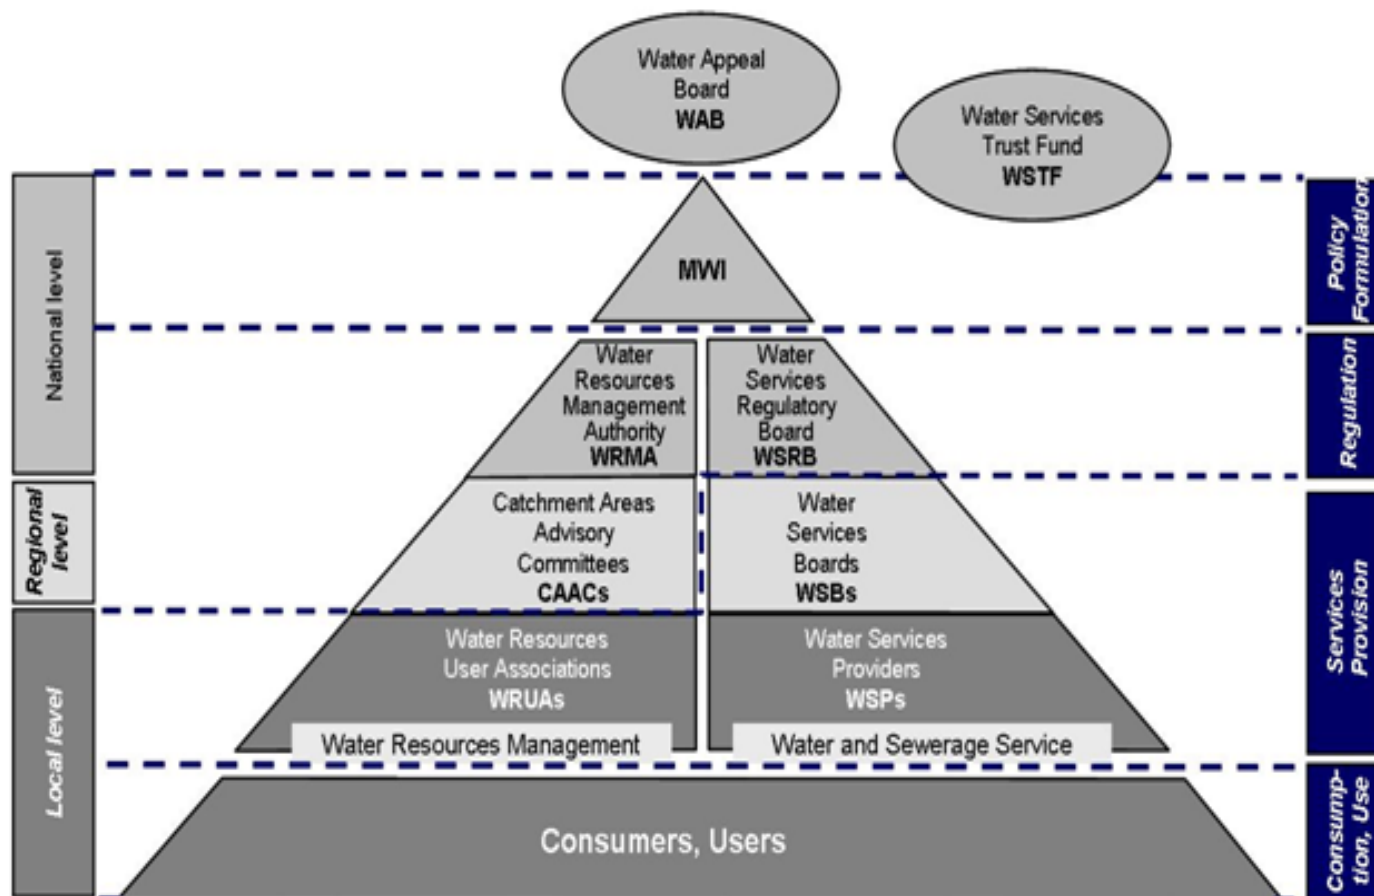 Water Appeal
Board
WAB
Water Services
Trust Fund
WSTF
National level
Regional
level
Local level
MWI
Water
Resources
Management
Authority
WRMA
Water
Services
Regulatory
Board
WSRB
Catchment Areas
Advisory
Committees
CAACs
Water
Services
Boards
WSBs
Water Resources
User Associations
WRUAs
Water Services
Providers
WSPs
Water Resources Management
Water and Sewerage Service
Consumers, Users
Policy
Formulation
Regulation
Services
Provision
Consump-
tion, Use